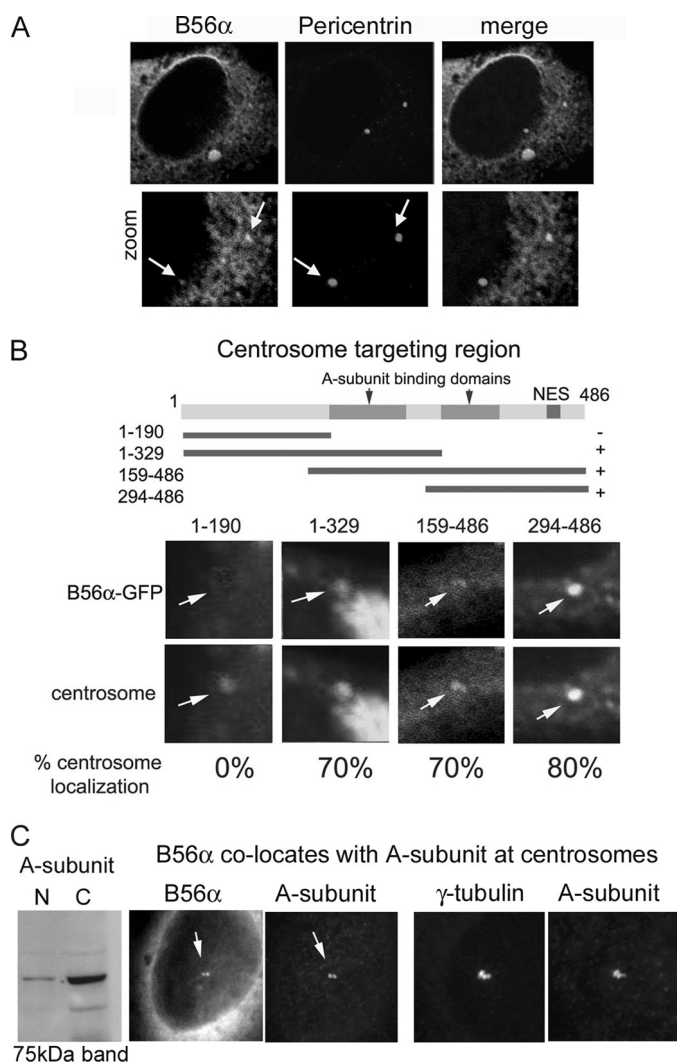 A
B56α Pericentrin merge
zoom
B
Centrosome targeting region
A-subunit binding domains
1 NES 486
1-190 -
1-329 +
159-486 +
294-486 +
1-190 1-329 159-486 294-486
B56α-GFP
centrosome
% centrosome
localization
0% 70% 70% 80%
C
A-subunit
B56α co-locates with A-subunit at centrosomes
N C B56α A-subunit γ-tubulin A-subunit
75kDa band